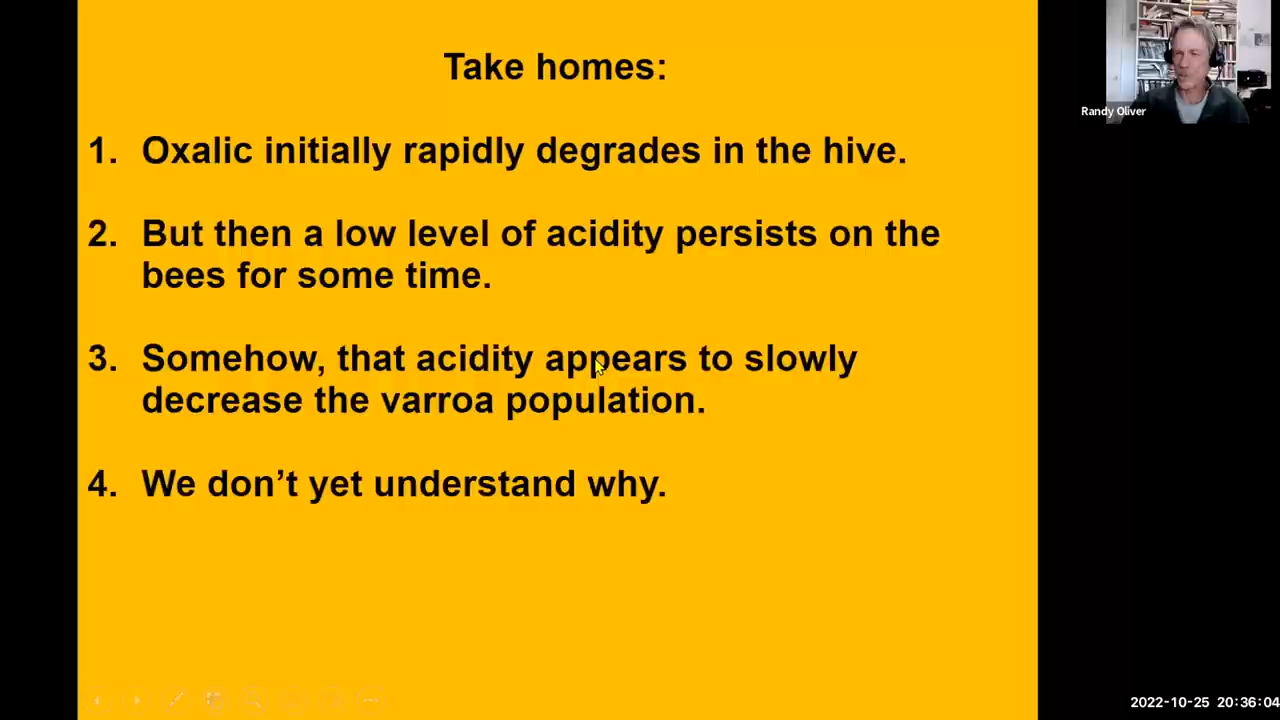 Take homes:
Randy Oliver
1. Oxalic initially rapidly degrades in the hive.
2. But then a low level of acidity persists on the
bees for some time.
3. Somehow, that acidity appears to slowly
decrease the varroa population.
4. We don’t yet understand why.
2022-10-25 20:36:04